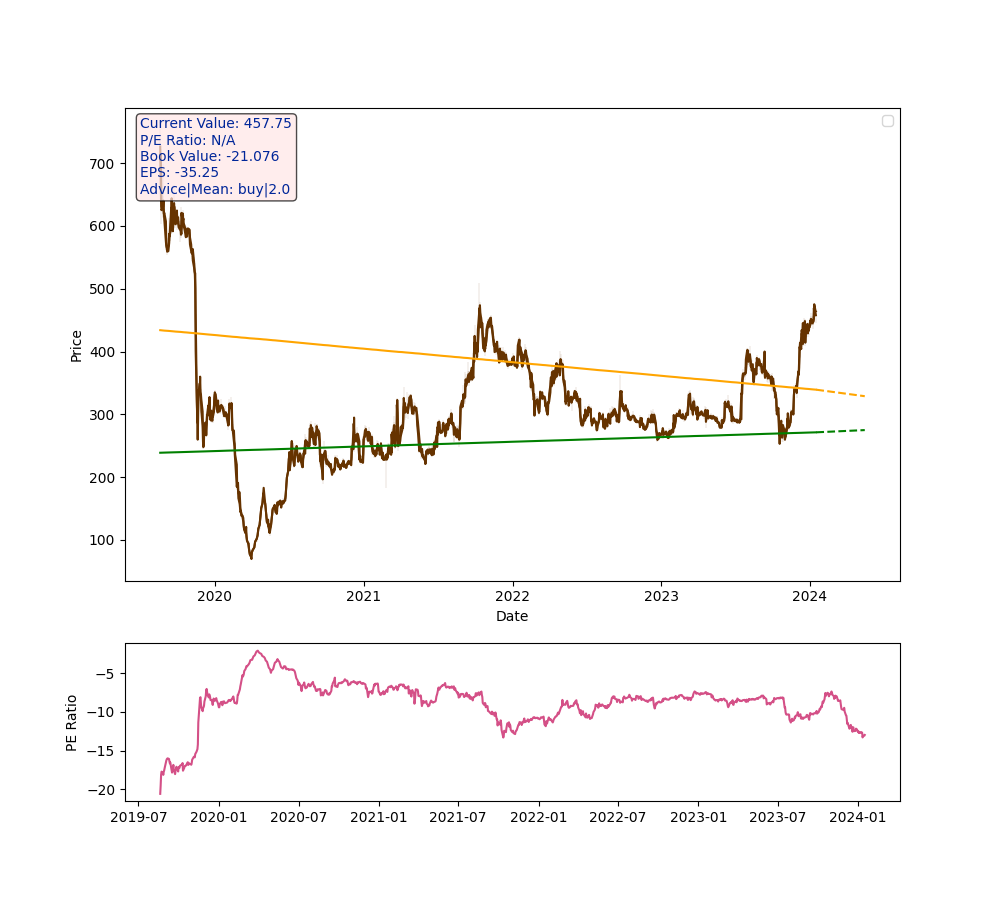 Current Value: 457.75
P/E Ratio: N/A
Book Value: -21.076
EPS: -35.25
Advice|Mean: buy|2.0
700
600
500
400
300
200
100
Price
2020 2021 2022 2023 2024
Date
−5
−10
−15
−20
PE Ratio
2019-07 2020-01 2020-07 2021-01 2021-07 2022-01 2022-07 2023-01 2023-07 2024-01